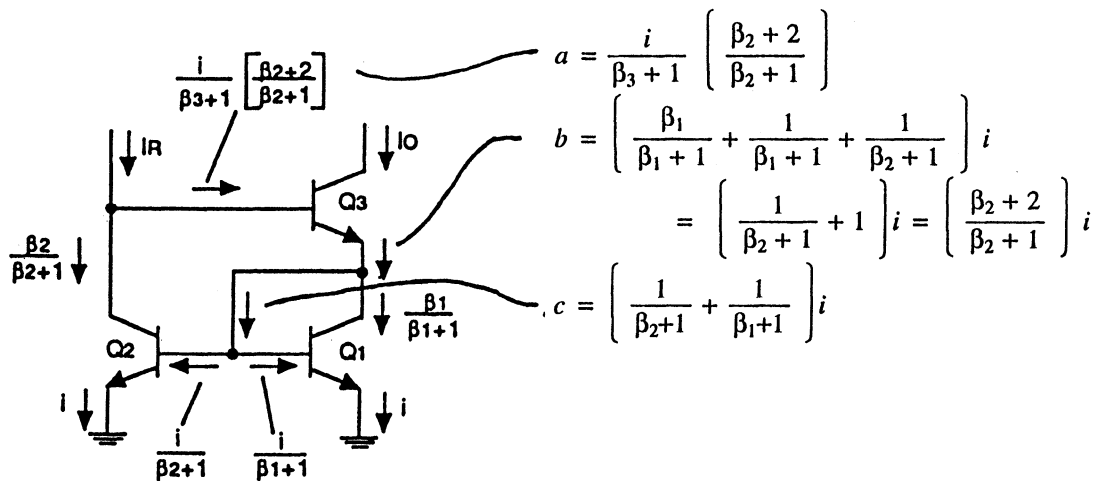 i/(β3+1) [(β2+2)/(β2+1)]
a = i/(β3 + 1) ((β2 + 2)/(β2 + 1))
IR
IO
b = (β1/(β1 + 1) + 1/(β1 + 1) + 1/(β2 + 1)) i
Q3
= (1/(β2 + 1) + 1) i = ((β2 + 2)/(β2 + 1)) i
β2/(β2+1)
β1/(β1+1)
c = (1/(β2+1) + 1/(β1+1)) i
Q2
Q1
i
i
i/(β2+1)
i/(β1+1)